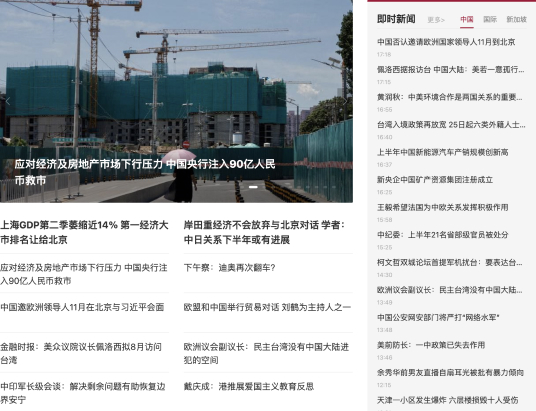 应对经济及房地产市场下行压力 中国央行注入90亿人民
币救市
上海GDP第二季萎缩近14% 第一经济大
市排名让给北京
应对经济及房地产市场下行压力 中国央行注
入90亿人民币救市
中国邀欧洲领导人11月在北京与习近平会面
金融时报：美众议院议长佩洛西拟8月访问
台湾
中印军长级会谈：解决剩余问题有助恢复边
界安宁
岸田重经济不会放弃与北京对话 学者：
中日关系下半年或有进展
下午察：迪奥再次翻车？
欧盟和中国举行贸易对话 刘鹤为主持人之一
欧洲议会副议长：民主台湾没有中国大陆进
犯的空间
戴庆成：港推展爱国主义教育反思
即时新闻 更多> 中国 国际 新加坡
中国否认邀请欧洲国家领导人11月到北京
17:18
佩洛西据报访台 中国大陆：美若一意孤行...
17:15
黄润秋：中美环境合作是两国关系的重要...
16:55
台湾入境政策再放宽 25日起六类外籍人士...
16:40
上半年中国新能源汽车产销规模创新高
16:37
新央企中国矿产资源集团注册成立
16:25
王毅希望法国为中欧关系发挥积极作用
15:58
中纪委：上半年21名省部级官员被处分
15:25
柯文哲双城论坛首提军机扰台：要表达台...
14:30
欧洲议会副议长：民主台湾没有中国大陆...
13:49
中国公安网安部门将严打"网络水军"
13:48
美前防长：一中政策已失去作用
13:46
余秀华前男友直播自扇耳光被批有暴力倾向
12:15
天津一小区发生爆炸 六层楼损毁十人受伤